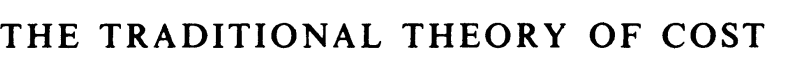 THE TRADITIONAL THEORY OF COST